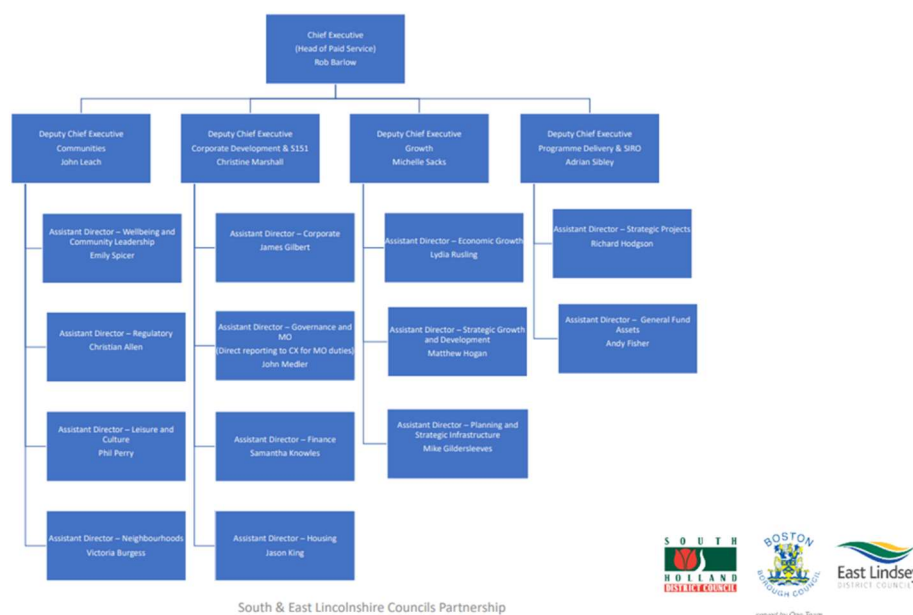 Chief Executive
(Head of Paid Service)
Rob Barlow
Deputy Chief Executive
Communities
John Leach
Deputy Chief Executive
Corporate Development & S151
Christine Marshall
Deputy Chief Executive
Growth
Michelle Sacks
Deputy Chief Executive
Programme Delivery & SIRO
Adrian Sibley
Assistant Director – Wellbeing and
Community Leadership
Emily Spicer
Assistant Director – Regulatory
Christian Allen
Assistant Director – Leisure and
Culture
Phil Perry
Assistant Director – Neighbourhoods
Victoria Burgess
Assistant Director – Corporate
James Gilbert
Assistant Director – Governance and
MO
(Direct reporting to CX for MO duties)
John Medler
Assistant Director – Finance
Samantha Knowles
Assistant Director – Housing
Jason King
Assistant Director – Economic Growth
Lydia Rusling
Assistant Director – Strategic Growth
and Development
Matthew Hogan
Assistant Director – Planning and
Strategic Infrastructure
Mike Gildersleeves
Assistant Director – Strategic Projects
Richard Hodgson
Assistant Director – General Fund
Assets
Andy Fisher
South & East Lincolnshire Councils Partnership
SOUTH
HOLLAND
DISTRICT COUNCIL
BOSTON
BOROUGH COUNCIL
East Lindsey
DISTRICT COUNCIL